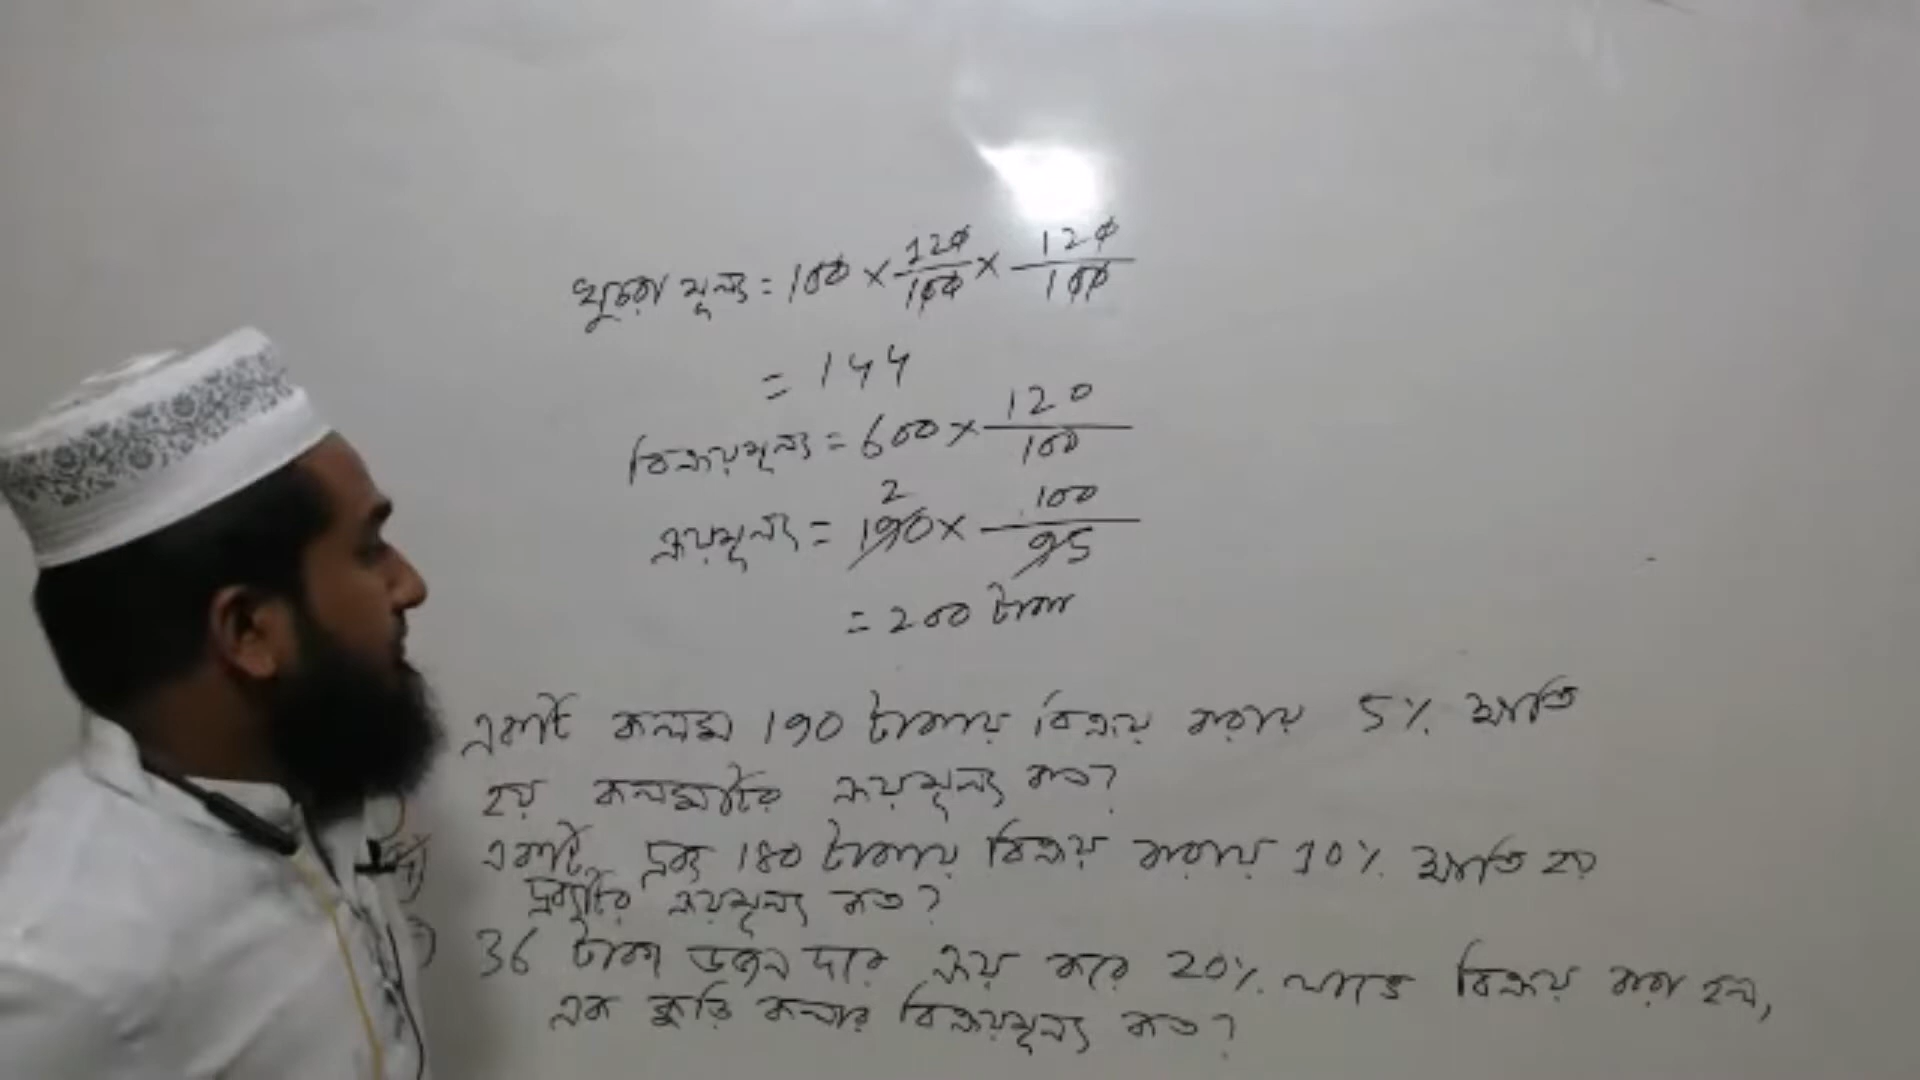 খুচরা মূল্য = 100 × 120/100 × 120/100
= 144
বিক্রয়মূল্য = 600 × 120/100
ক্রয়মূল্য = 190 × 100/95 2
= 200 টাকা
একটি কলম 190 টাকায় বিক্রয় করায় 5% ক্ষতি
হয় কলমটির ক্রয়মূল্য কত?
একটি দ্রব্য 180 টাকায় বিক্রয় করায় 10% ক্ষতি হয়
দ্রব্যটির ক্রয়মূল্য কত?
36 টাকা ডজন দরে ক্রয় করে 20% লাভে বিক্রয় করা হল,
এক কুড়ি কলার বিক্রয়মূল্য কত?